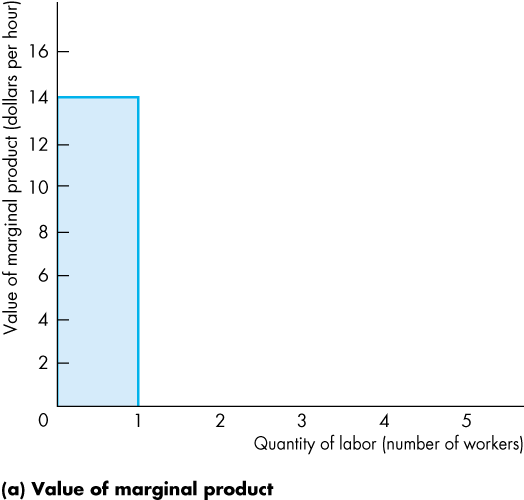 Value of marginal product (dollars per hour)
16
14
12
10
8
6
4
2
0
1 2 3 4 5
Quantity of labor (number of workers)
(a) Value of marginal product